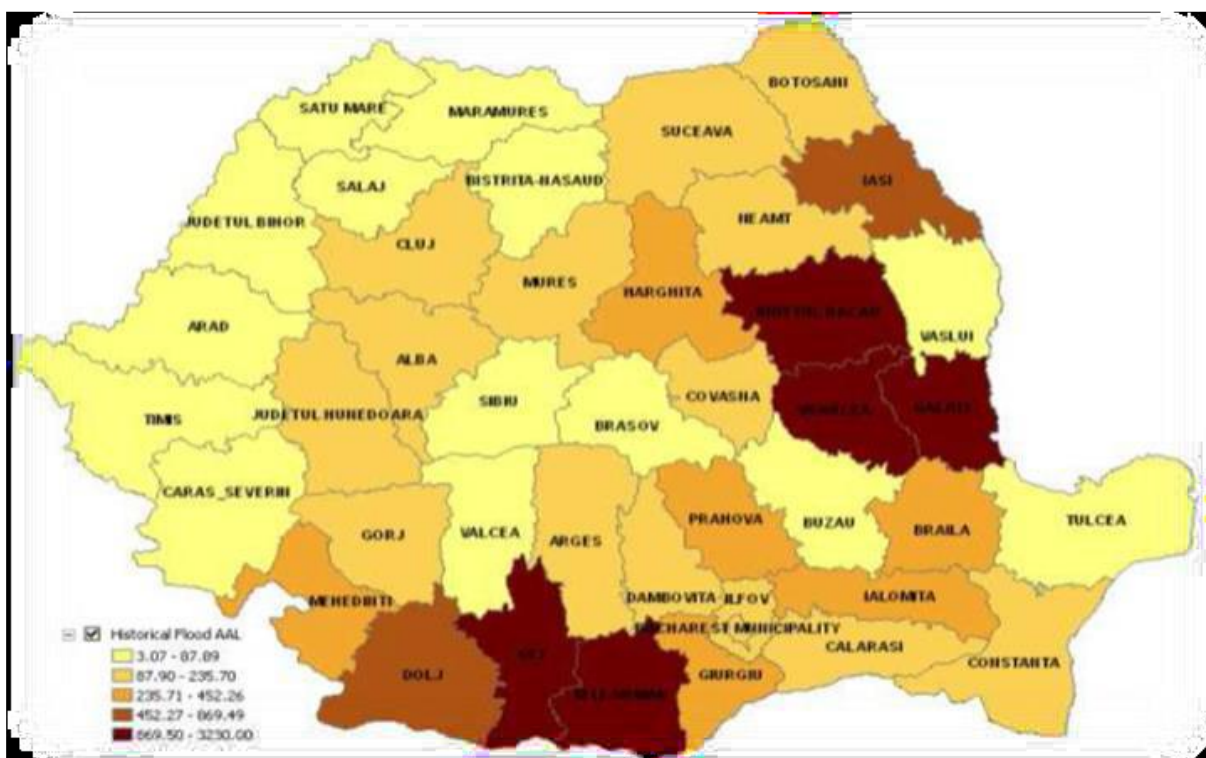 BOTOSANI
SATU MARE
MARAMURES
SUCEAVA
IASI
SALAJ
BISTRITA-NASAUD
JUDETUL BIHOR
NEAMT
CLUJ
MURES
HARGHITA
ARAD
VASLUI
ALBA
COVASNA
SIBIU
TIMIS
JUDETUL HUNEDOARA
BRASOV
CARAS_SEVERIN
PRAHOVA
BUZAU
BRAILA
TULCEA
GORJ
VALCEA
ARGES
MEHEDINTI
DAMBOVITA
ILFOV
IALOMITA
BUCHAREST MUNICIPALITY
CALARASI
CONSTANTA
DOLJ
GIURGIU
Historical Flood AAL
3.07 - 87.89
87.90 - 235.70
235.71 - 452.26
452.27 - 869.49
869.50 - 3230.00